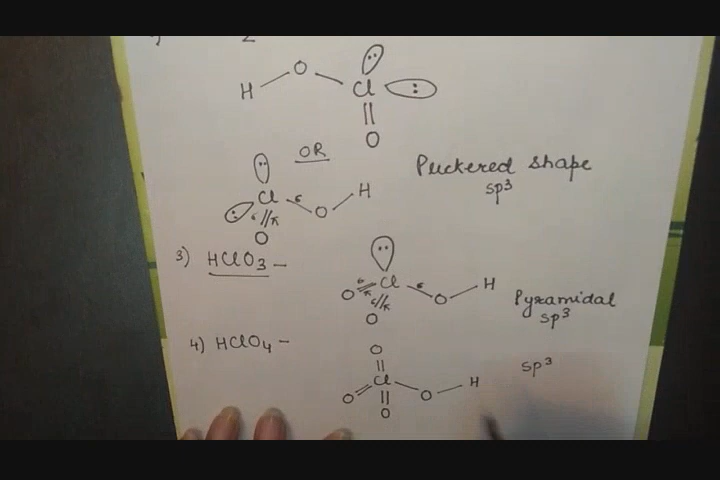 H O Cl O
OR
Puckered shape
sp³
Cl σ O H
σ π
O
3) HClO3 –
Cl σ O H
O σ π
σ π
O
Pyramidal
sp³
4) HClO4 –
O
Cl O H
O
O
sp³